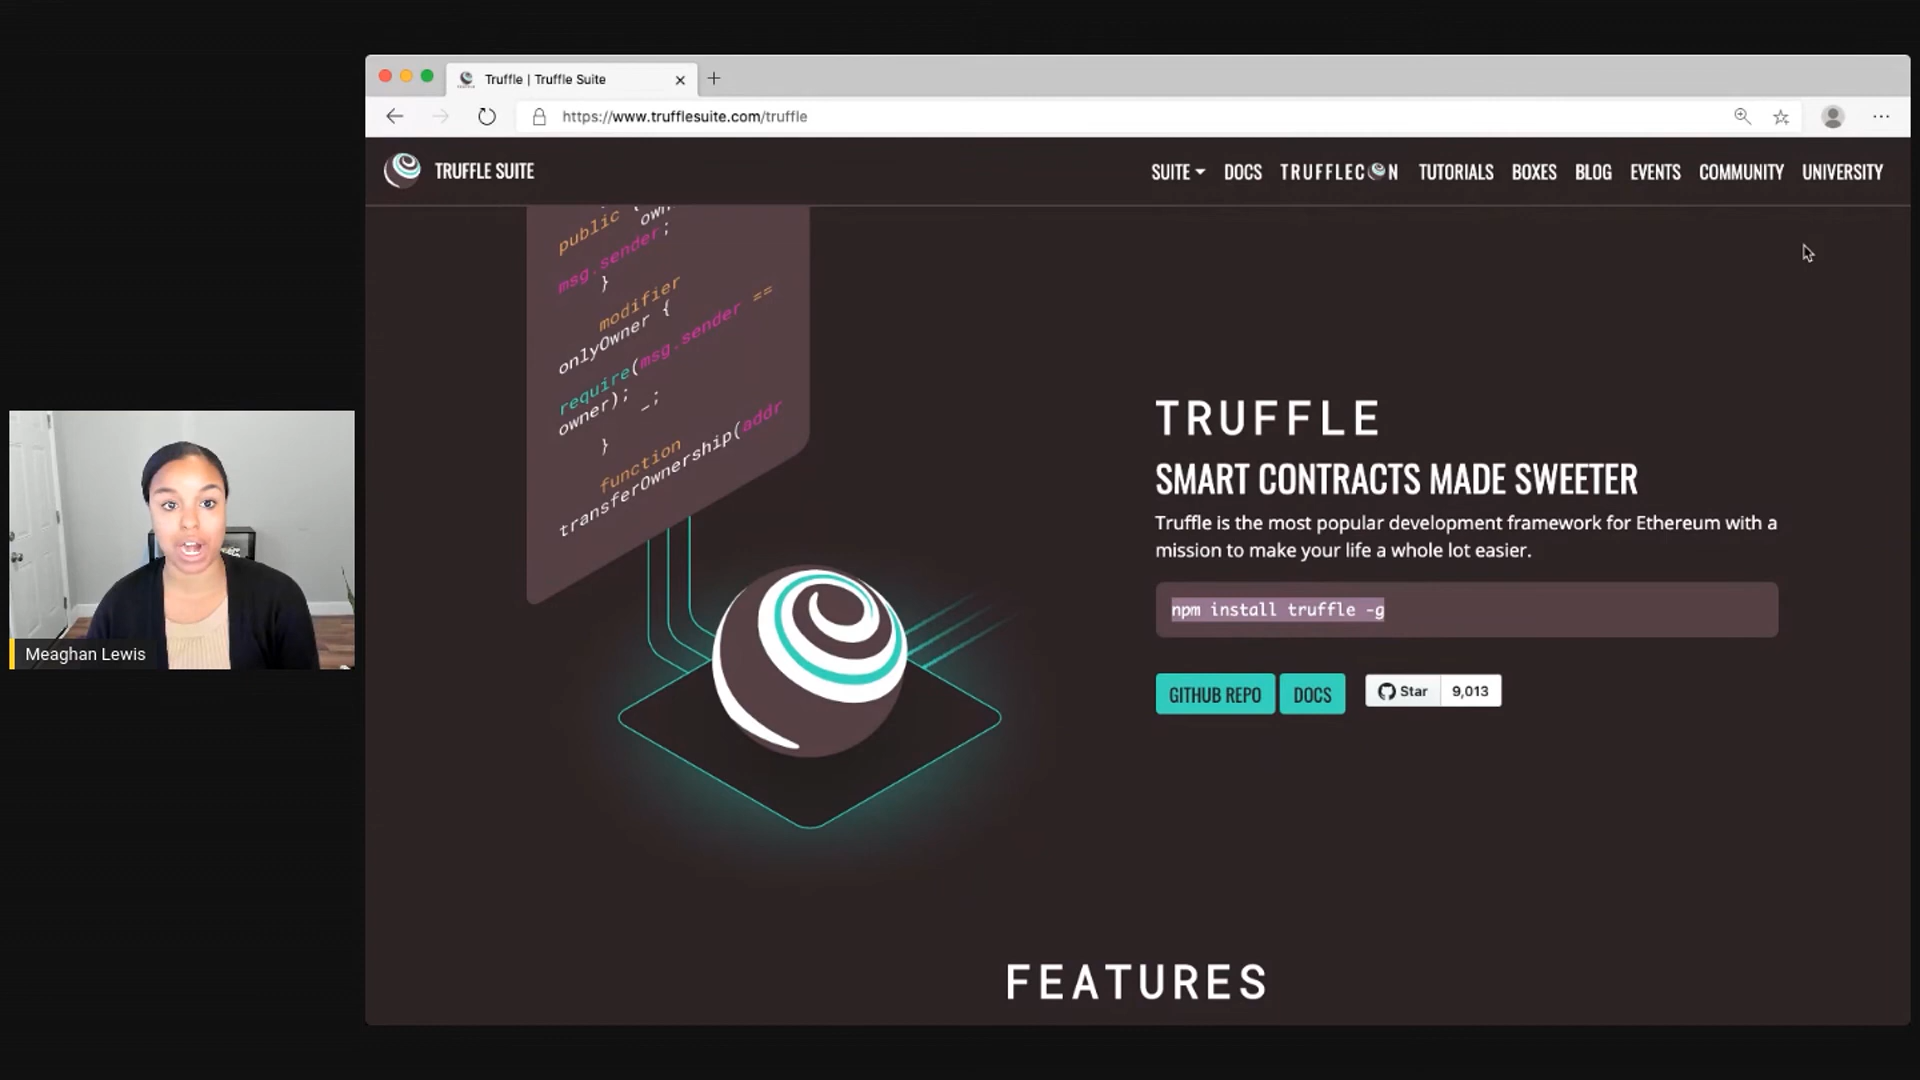 Truffle | Truffle Suite
https://www.trufflesuite.com/truffle
TRUFFLE SUITE
SUITE DOCS TRUFFLECON TUTORIALS BOXES BLOG EVENTS COMMUNITY UNIVERSITY
public {
msg.sender;
}
modifier
onlyOwner {
require(msg.sender ==
owner); _;
}
function
transferOwnership(addr
TRUFFLE
SMART CONTRACTS MADE SWEETER
Truffle is the most popular development framework for Ethereum with a
mission to make your life a whole lot easier.
npm install truffle -g
GITHUB REPO DOCS Star 9,013
Meaghan Lewis
FEATURES